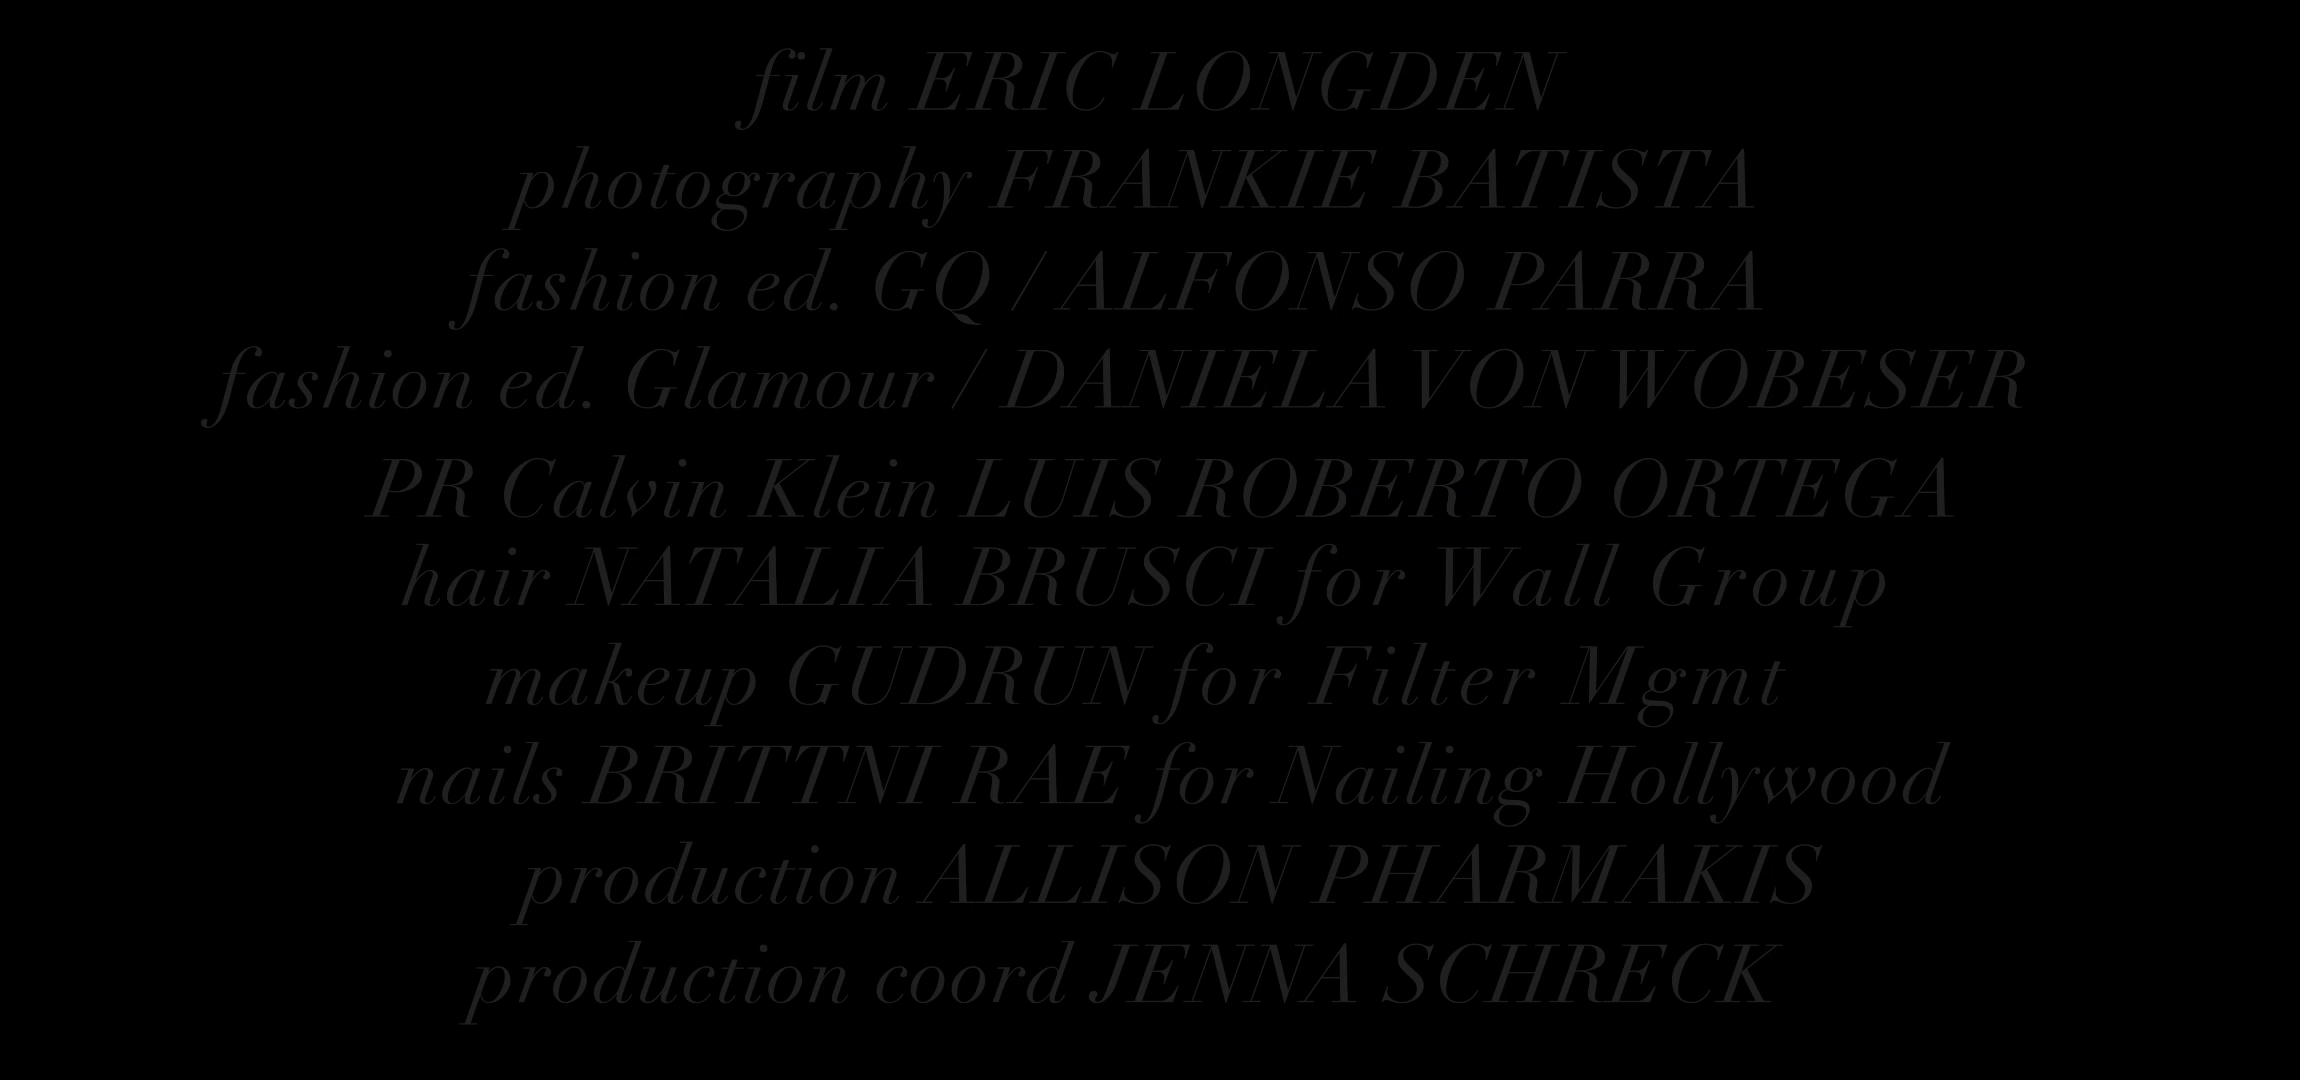 film ERIC LONGDEN
photography FRANKIE BATISTA
fashion ed. GQ / ALFONSO PARRA
fashion ed. Glamour / DANIELA VON WOBESER
PR Calvin Klein LUIS ROBERTO ORTEGA
hair NATALIA BRUSCI for Wall Group
makeup GUDRUN for Filter Mgmt
nails BRITTNI RAE for Nailing Hollywood
production ALLISON PHARMAKIS
production coord JENNA SCHRECK